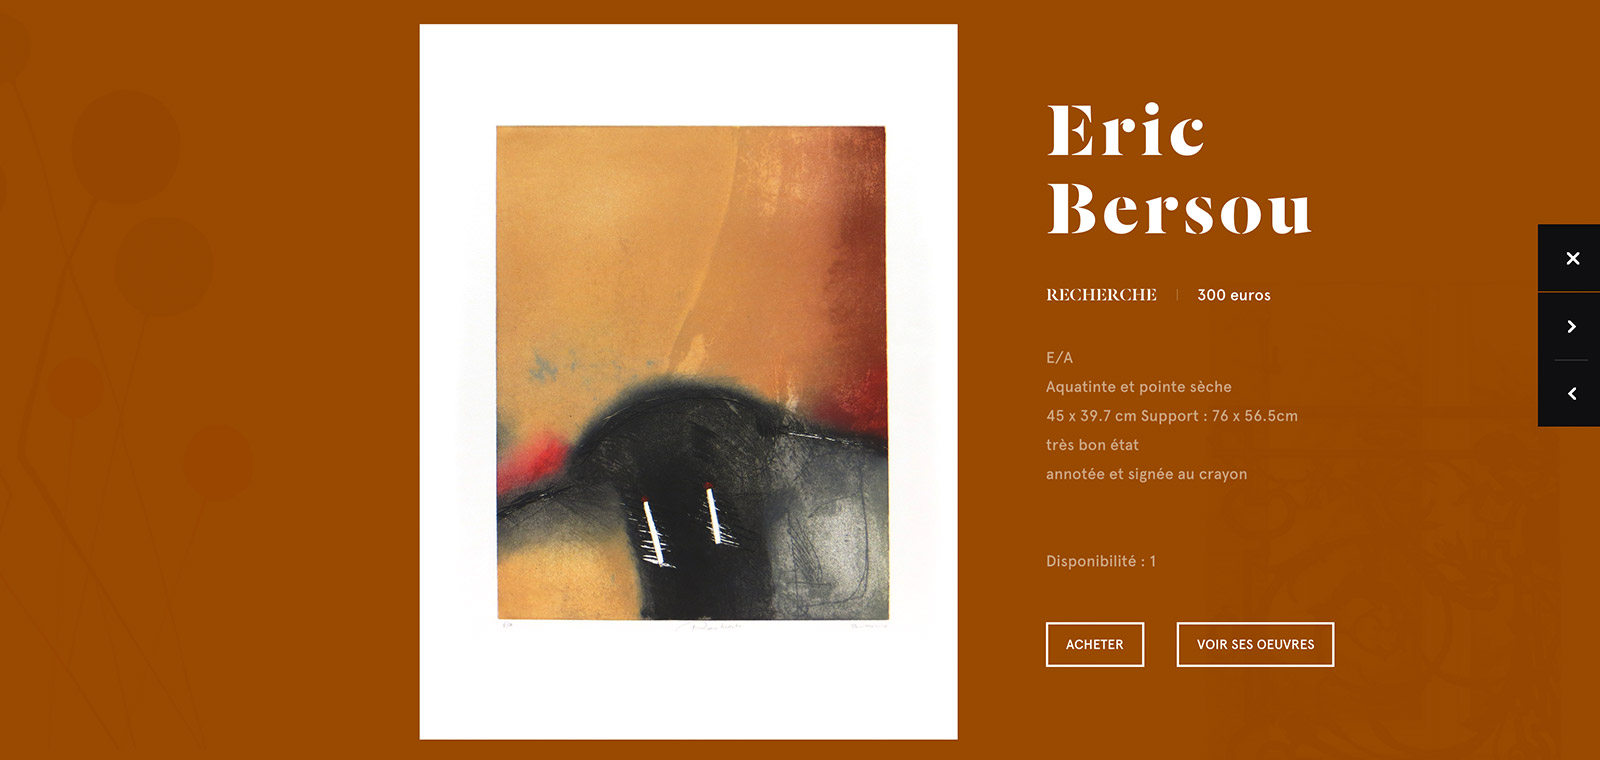 Eric
Bersou
RECHERCHE | 300 euros
E/A
Aquatinte et pointe sèche
45 x 39.7 cm Support : 76 x 56.5cm
très bon état
annotée et signée au crayon
Disponibilité : 1
ACHETER
VOIR SES OEUVRES